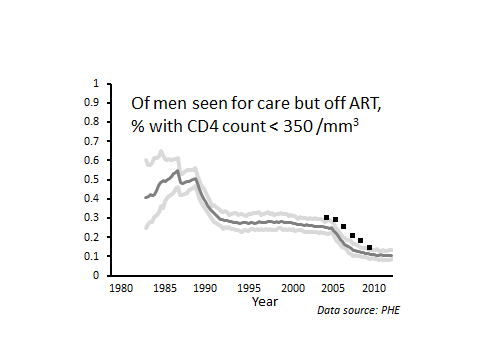 Of men seen for care but off ART,
% with CD4 count < 350 /mm³
1
0.9
0.8
0.7
0.6
0.5
0.4
0.3
0.2
0.1
0
1980 1985 1990 1995 2000 2005 2010
Year
Data source: PHE